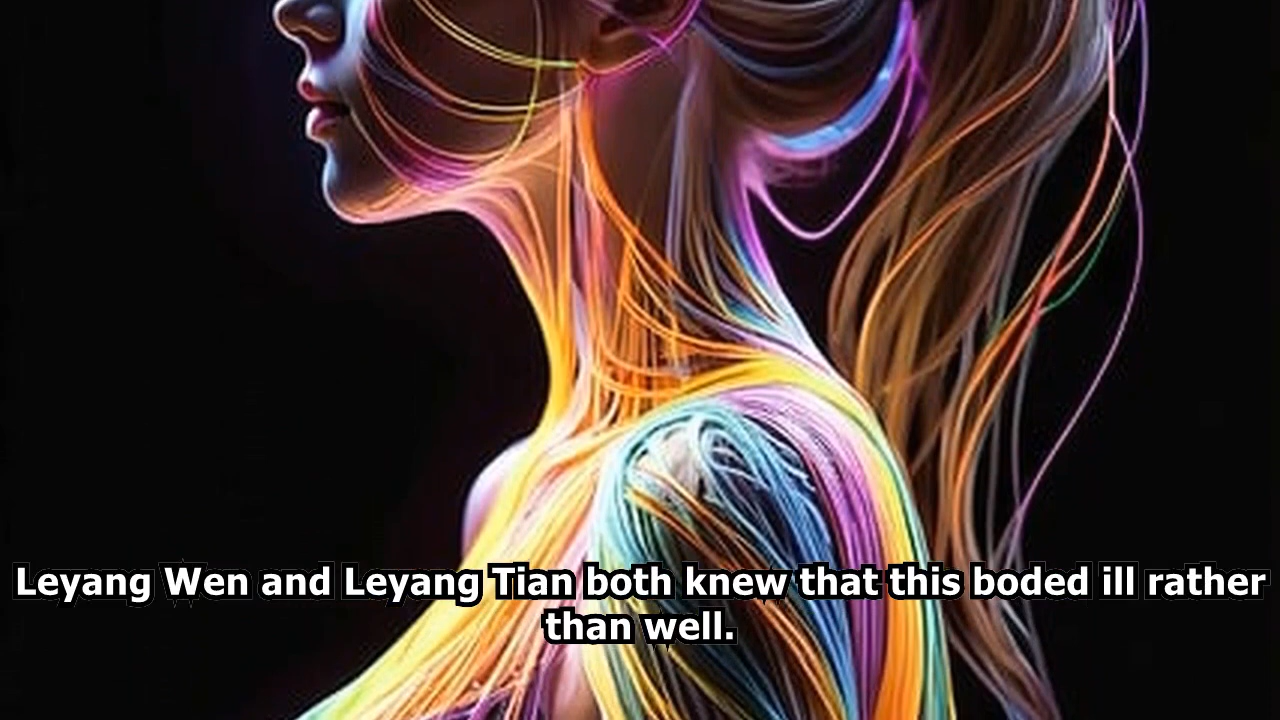 Leyang Wen and Leyang Tian both knew that this boded ill rather
than well.